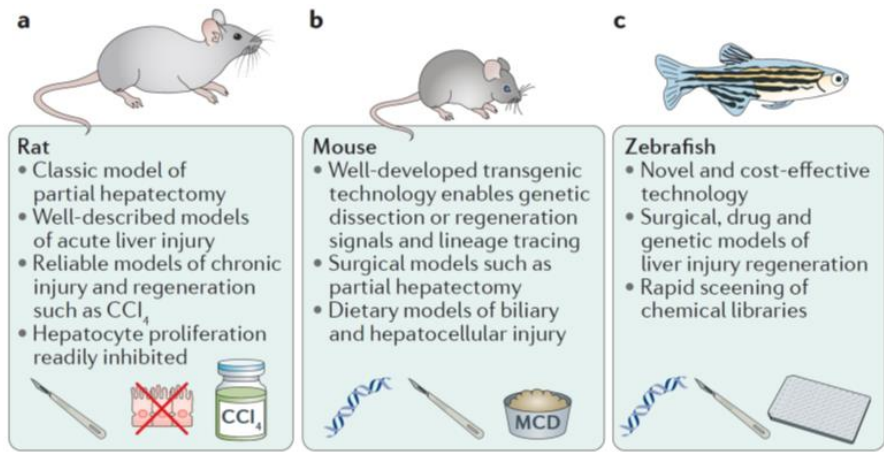 a
Rat
• Classic model of
partial hepatectomy
• Well-described models
of acute liver injury
• Reliable models of chronic
injury and regeneration
such as CCl₄
• Hepatocyte proliferation
readily inhibited
CCl₄
b
Mouse
• Well-developed transgenic
technology enables genetic
dissection or regeneration
signals and lineage tracing
• Surgical models such as
partial hepatectomy
• Dietary models of biliary
and hepatocellular injury
MCD
c
Zebrafish
• Novel and cost-effective
technology
• Surgical, drug and
genetic models of
liver injury regeneration
• Rapid sceening of
chemical libraries